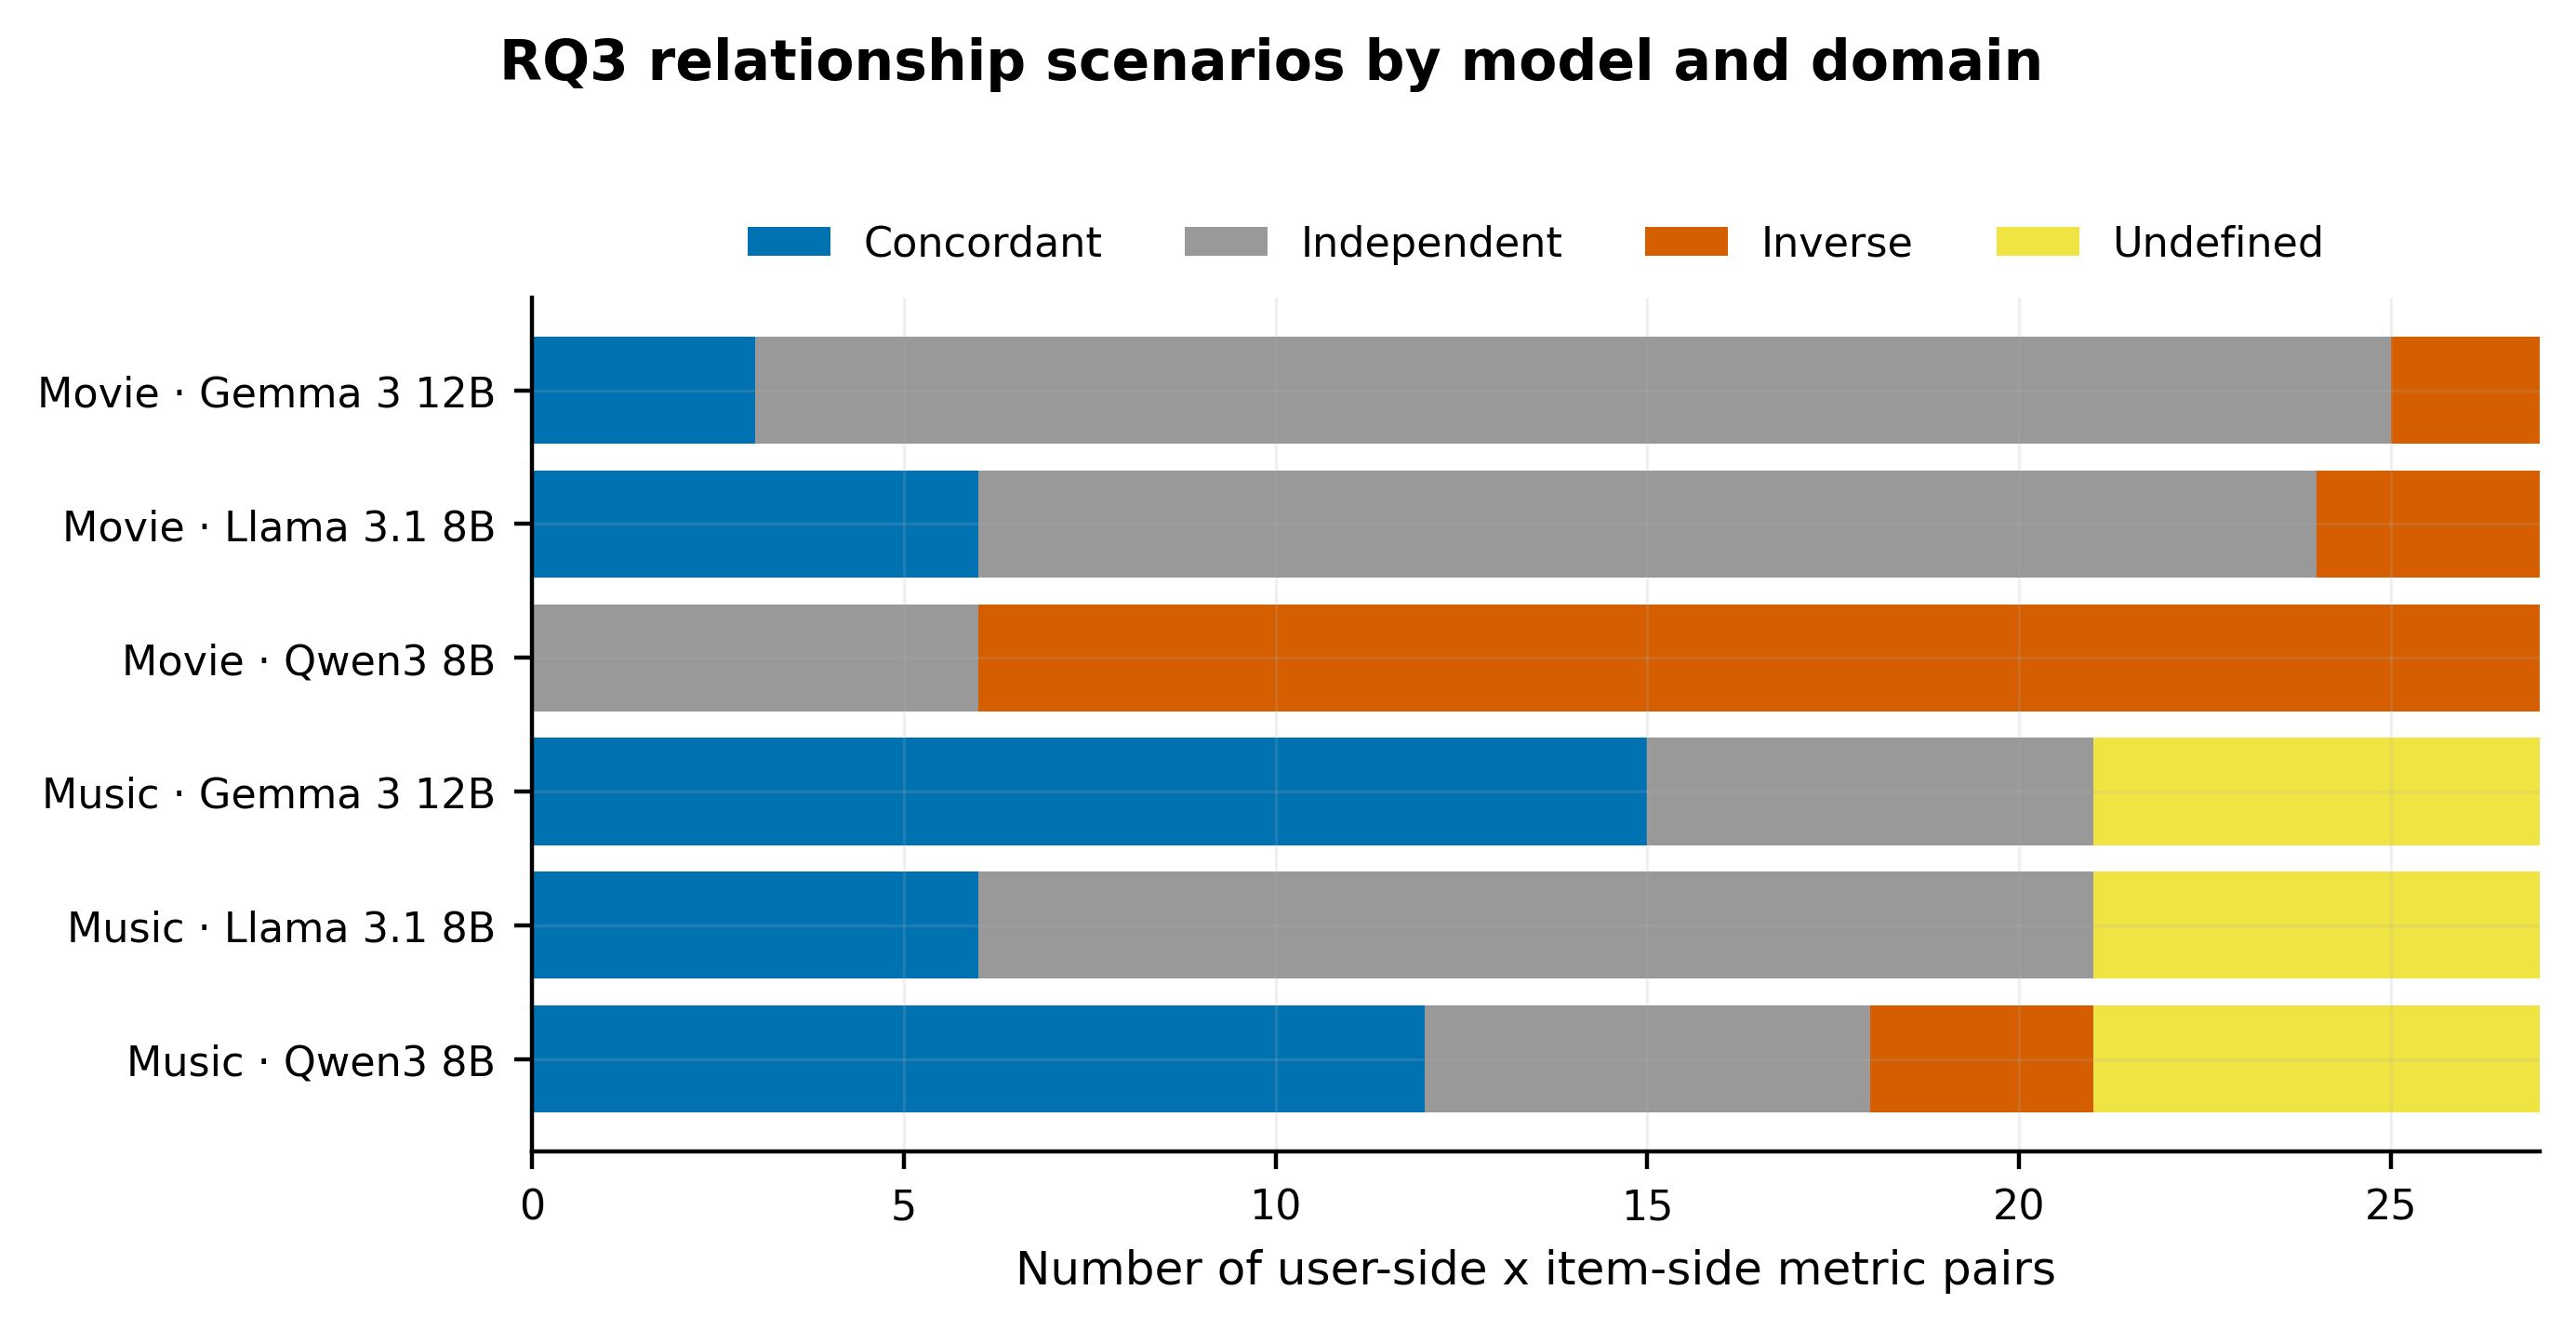 RQ3 relationship scenarios by model and domain
Concordant Independent Inverse Undefined
Movie · Gemma 3 12B
Movie · Llama 3.1 8B
Movie · Qwen3 8B
Music · Gemma 3 12B
Music · Llama 3.1 8B
Music · Qwen3 8B
0 5 10 15 20 25
Number of user-side x item-side metric pairs